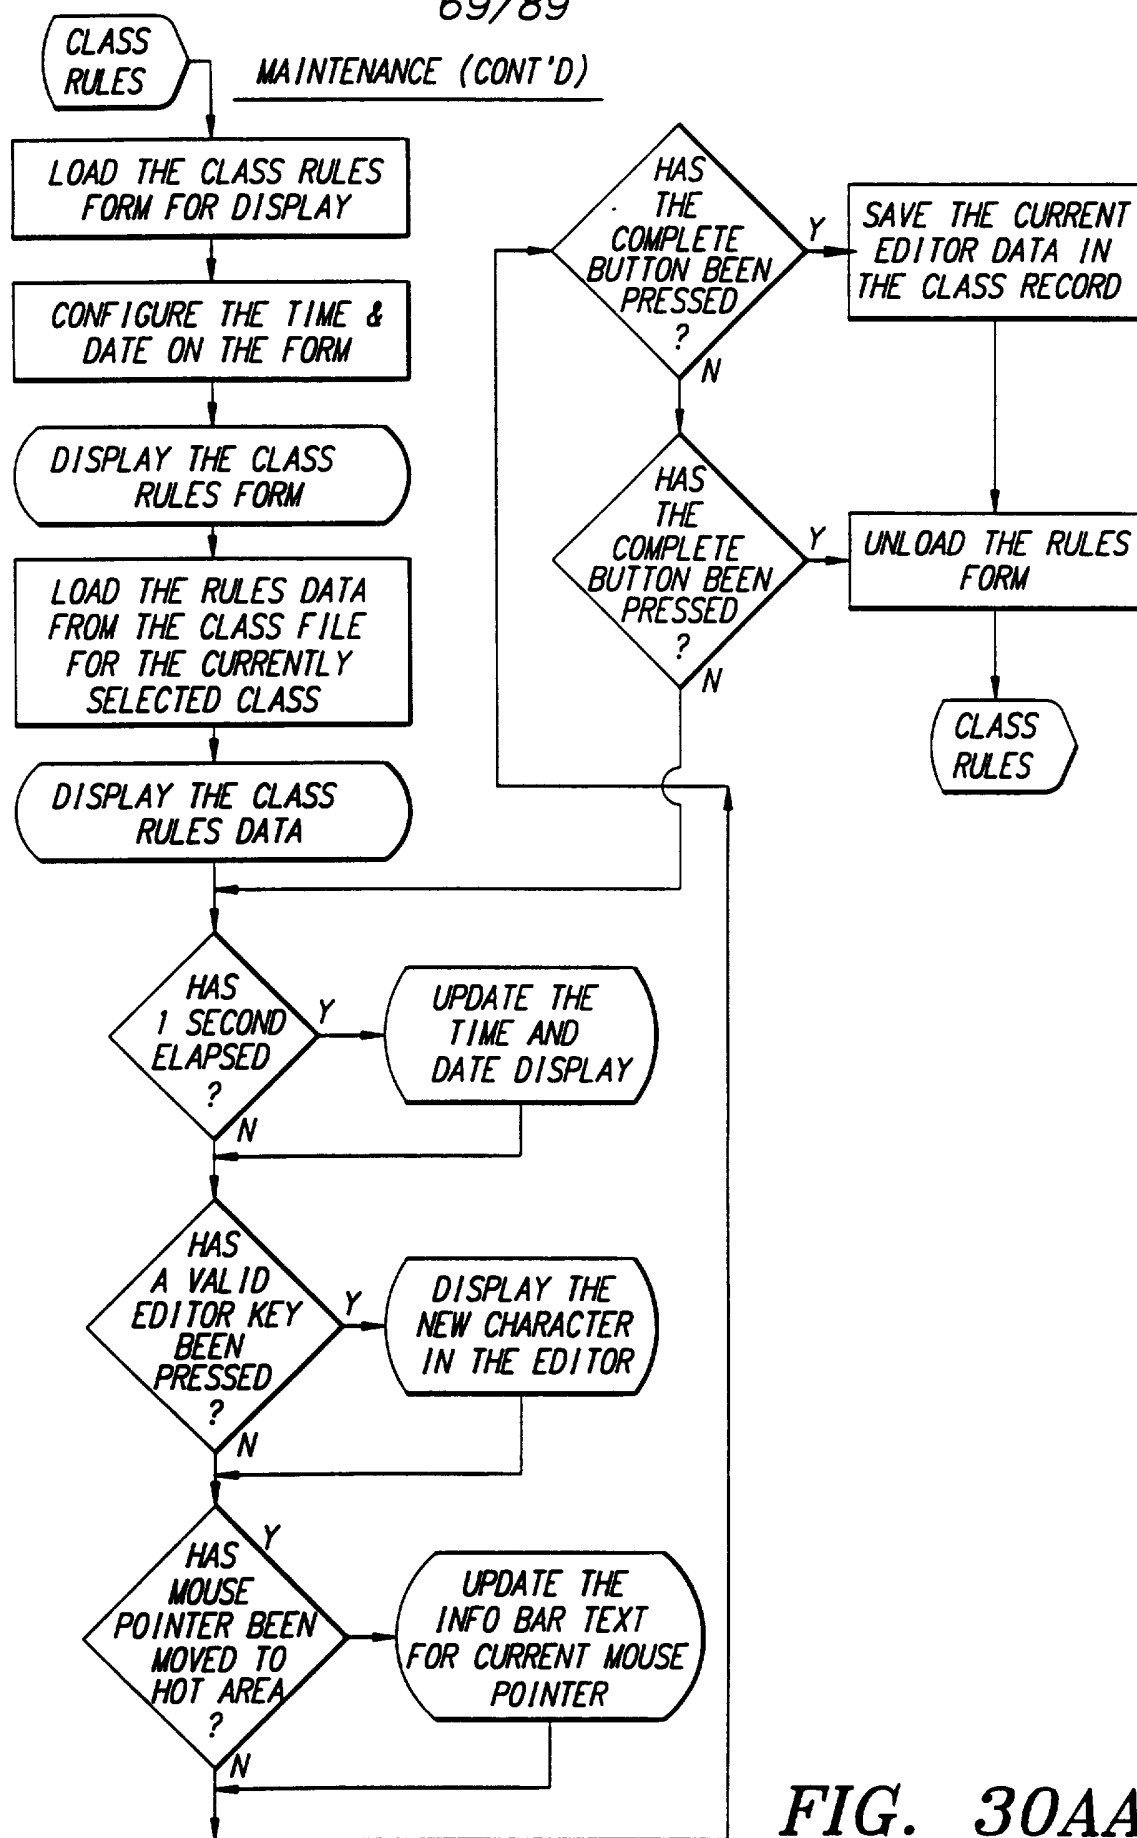 69/89
MAINTENANCE (CONT'D)
CLASS
RULES
LOAD THE CLASS RULES
FORM FOR DISPLAY
CONFIGURE THE TIME &
DATE ON THE FORM
DISPLAY THE CLASS
RULES FORM
LOAD THE RULES DATA
FROM THE CLASS FILE
FOR THE CURRENTLY
SELECTED CLASS
DISPLAY THE CLASS
RULES DATA
HAS
1 SECOND
ELAPSED
?
Y
N
UPDATE THE
TIME AND
DATE DISPLAY
HAS
A VALID
EDITOR KEY
BEEN
PRESSED
?
Y
N
DISPLAY THE
NEW CHARACTER
IN THE EDITOR
HAS
MOUSE
POINTER BEEN
MOVED TO
HOT AREA
?
Y
N
UPDATE THE
INFO BAR TEXT
FOR CURRENT MOUSE
POINTER
HAS
THE
COMPLETE
BUTTON BEEN
PRESSED
?
Y
N
SAVE THE CURRENT
EDITOR DATA IN
THE CLASS RECORD
HAS
THE
COMPLETE
BUTTON BEEN
PRESSED
?
Y
N
UNLOAD THE RULES
FORM
CLASS
RULES
FIG. 30AA